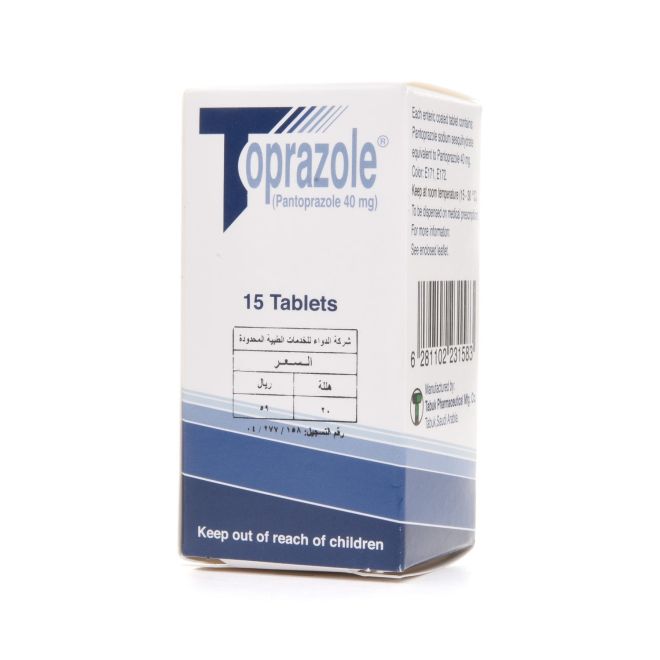 Toprazole®
(Pantoprazole 40 mg)
15 Tablets
شركة الدواء للخدمات الطبية المحدودة
السعر
ريال هللة
٥٩ ٢٠
رقم التسجيل: ١٥٨ / ٢٧٧ / ٠٤
Keep out of reach of children
Each enteric coated tablet contains:
Pantoprazole sodium sesquihydrate
equivalent to Pantoprazole 40 mg.
Color: E171, E172.
Keep at room temperature (15 - 30 °C)
To be dispensed on medical prescription
For more information:
See enclosed leaflet.
6 281102 231583
Manufactured by:
Tabuk Pharmaceutical Mfg. Co.
Tabuk, Saudi Arabia.